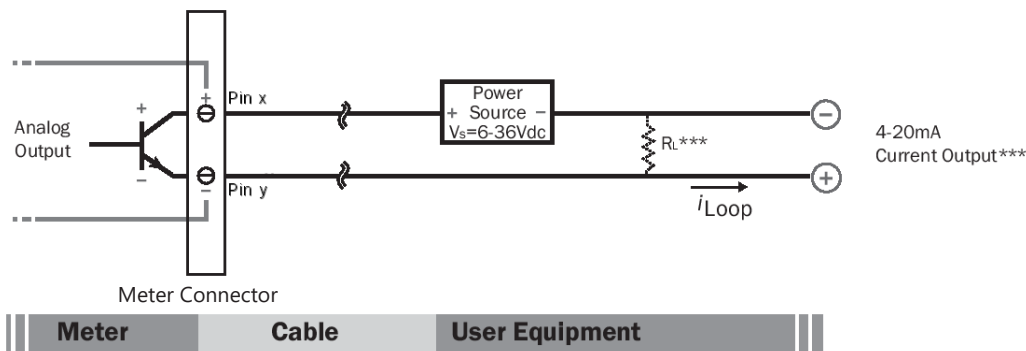 Analog
Output
+
−
+
−
Pin x
Pin y
Power
+ Source −
Vs=6-36Vdc
RL***
iLoop
−
+
4-20mA
Current Output***
Meter Connector
Meter
Cable
User Equipment